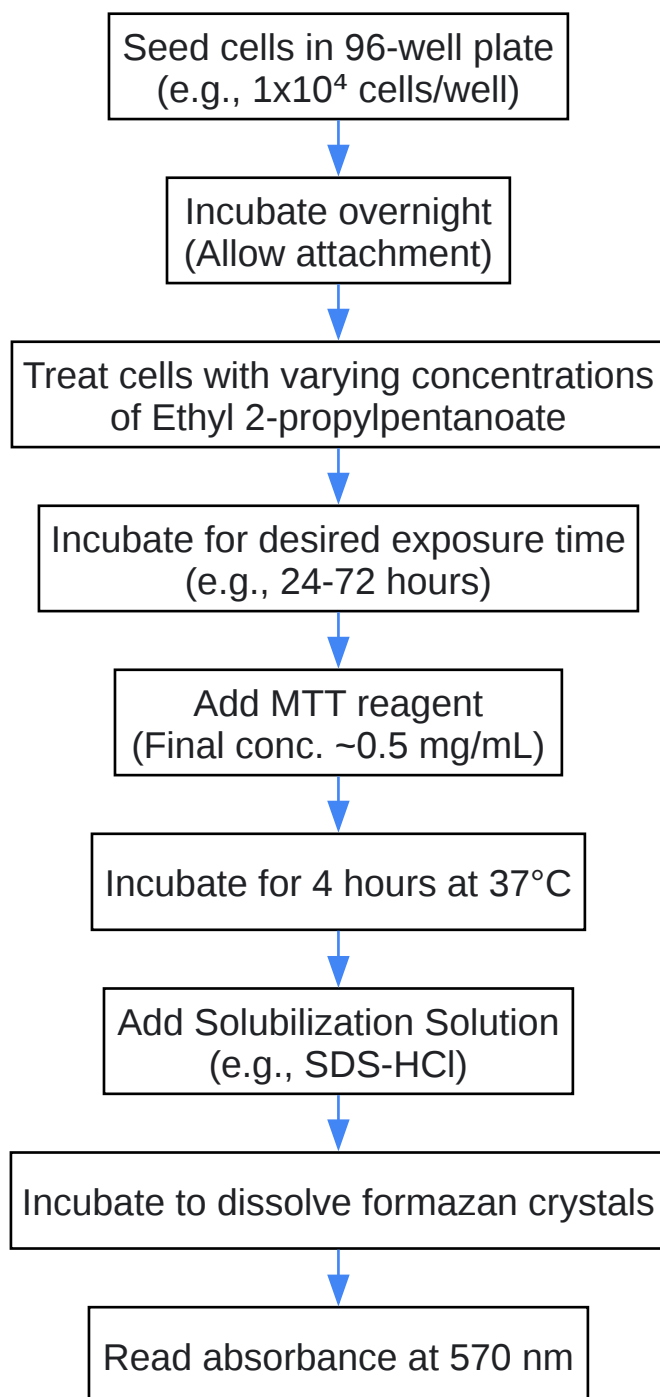 Seed cells in 96-well plate
(e.g., 1x10⁴ cells/well)
Incubate overnight
(Allow attachment)
Treat cells with varying concentrations
of Ethyl 2-propylpentanoate
Incubate for desired exposure time
(e.g., 24-72 hours)
Add MTT reagent
(Final conc. ~0.5 mg/mL)
Incubate for 4 hours at 37°C
Add Solubilization Solution
(e.g., SDS-HCl)
Incubate to dissolve formazan crystals
Read absorbance at 570 nm